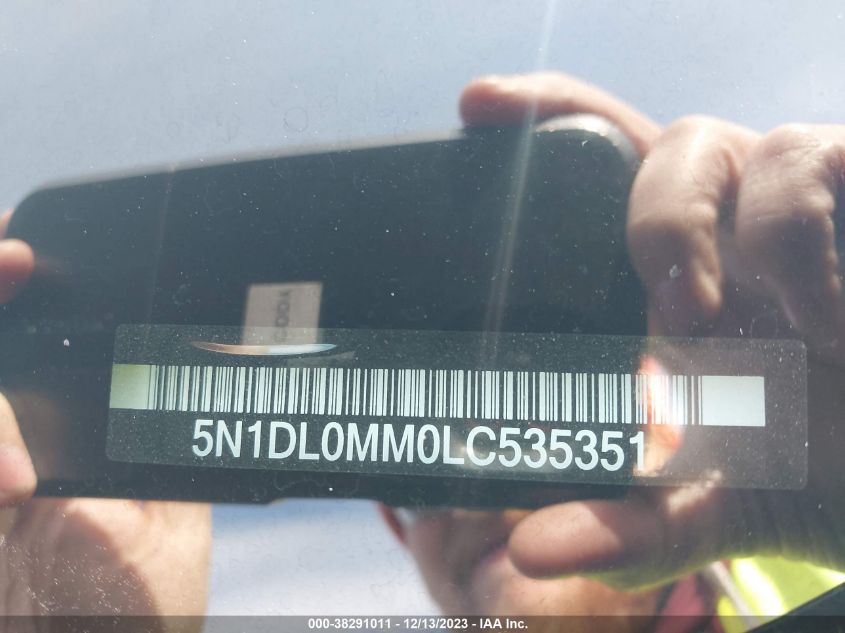 5N1DL0MM0LC535351
000-38291011 - 12/13/2023 - IAA Inc.